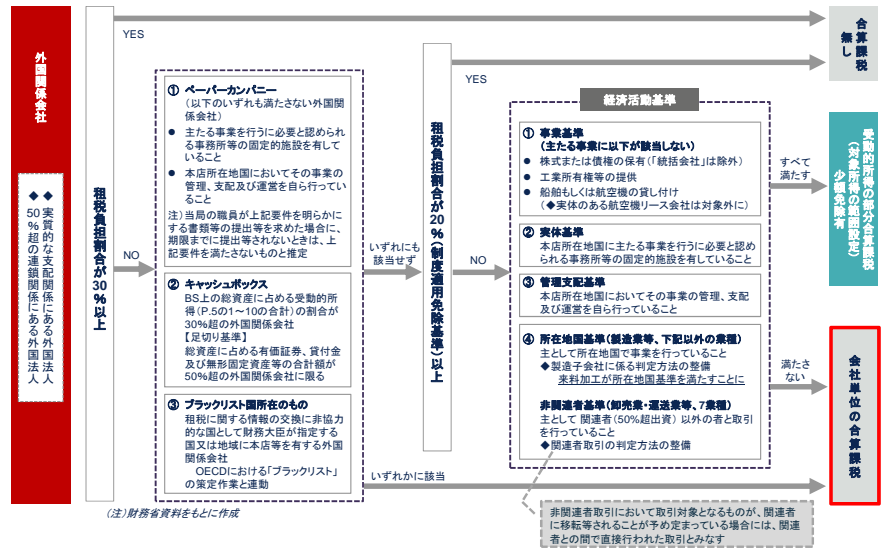 外国関係会社
◆ 実質的な支配関係にある外国法人
◆ 50%超の連鎖関係にある外国法人
租税負担割合が30%以上
YES
NO
① ペーパーカンパニー
(以下のいずれも満たさない外国関
係会社)
● 主たる事業を行うに必要と認められ
る事務所等の固定的施設を有して
いること
● 本店所在地国においてその事業の
管理、支配及び運営を自ら行ってい
ること
注)当局の職員が上記要件を明らかに
する書類等の提出等を求めた場合に、
期限までに提出等されないときは、上
記要件を満たさないものと推定
② キャッシュボックス
BS上の総資産に占める受動的所
得(P.5の1~10の合計)の割合が
30%超の外国関係会社
【足切り基準】
総資産に占める有価証券、貸付金
及び無形固定資産等の合計額が
50%超の外国関係会社に限る
③ ブラックリスト国所在のもの
租税に関する情報の交換に非協力
的な国として財務大臣が指定する
国又は地域に本店等を有する外国
関係会社
OECDにおける「ブラックリスト」
の策定作業と連動
(注)財務省資料をもとに作成
いずれにも
該当せず
いずれかに該当
租税負担割合が20%(制度適用免除基準)以上
YES
NO
経済活動基準
① 事業基準
(主たる事業に以下が該当しない)
● 株式または債権の保有(「統括会社」は除外)
● 工業所有権等の提供
● 船舶もしくは航空機の貸し付け
(◆実体のある航空機リース会社は対象外に)
② 実体基準
本店所在地国に主たる事業を行うに必要と認め
られる事務所等の固定的施設を有していること
③ 管理支配基準
本店所在地国においてその事業の管理、支配
及び運営を自ら行っていること
④ 所在地国基準(製造業等、下記以外の業種)
主として所在地国で事業を行っていること
◆製造子会社に係る判定方法の整備
来料加工が所在地国基準を満たすことに
非関連者基準(卸売業・運送業等、7業種)
主として 関連者(50%超出資)以外の者と取引
を行っていること
◆関連者取引の判定方法の整備
非関連者取引において取引対象となるものが、関連者
に移転等されることが予め定まっている場合には、関連
者との間で直接行われた取引とみなす
すべて
満たす
満たさ
ない
合算課税
無し
受動的所得の部分合算課税
(対象所得の範囲設定)
少額免除有
会社単位の合算課税